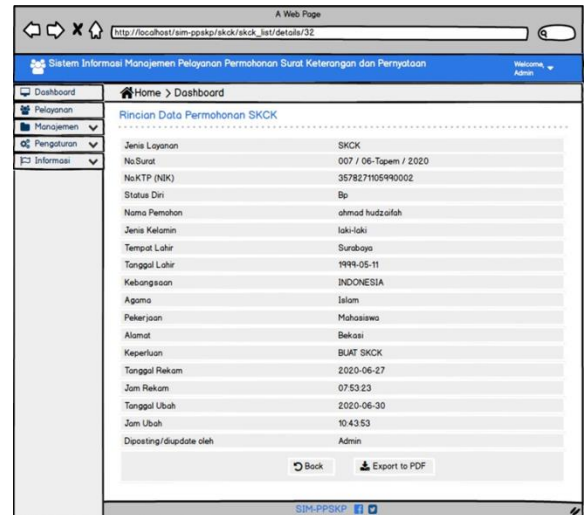 A Web Page
http://localhost/sim-ppskp/skck/skck_list/details/32
Sistem Informasi Manajemen Pelayanan Permohonan Surat Keterangan dan Pernyataan
Welcome,
Admin
Dashboard
Pelayanan
Manajemen
Pengaturan
Informasi
Home > Dashboard
Rincian Data Permohonan SKCK
Jenis Layanan SKCK
No.Surat 007 / 06-Tapem / 2020
No.KTP (NIK) 3578271105990002
Status Diri Bp
Nama Pemohon ahmad hudzaifah
Jenis Kelamin laki-laki
Tempat Lahir Surabaya
Tanggal Lahir 1999-05-11
Kebangsaan INDONESIA
Agama Islam
Pekerjaan Mahasiswa
Alamat Bekasi
Keperluan BUAT SKCK
Tanggal Rekam 2020-06-27
Jam Rekam 07:53:23
Tanggal Ubah 2020-06-30
Jam Ubah 10:43:53
Diposting/diupdate oleh Admin
Back Export to PDF
SIM-PPSKP